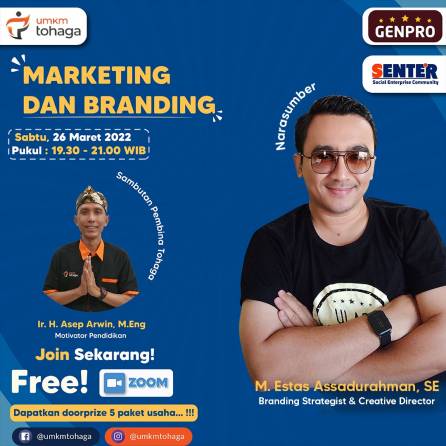 umkm
tohaga
GENPRO
SENTER
Social Enterprise Community
MARKETING
DAN BRANDING
Sabtu, 26 Maret 2022
Pukul : 19.30 - 21.00 WIB
Narasumber
Sambutan Pembina Tohaga
Ir. H. Asep Arwin, M.Eng
Motivator Pendidikan
M. Estas Assadurahman, SE
Branding Strategist & Creative Director
Join Sekarang!
Free! ZOOM
Dapatkan doorprize 5 paket usaha... !!!
@umkmtohaga @umkmtohaga